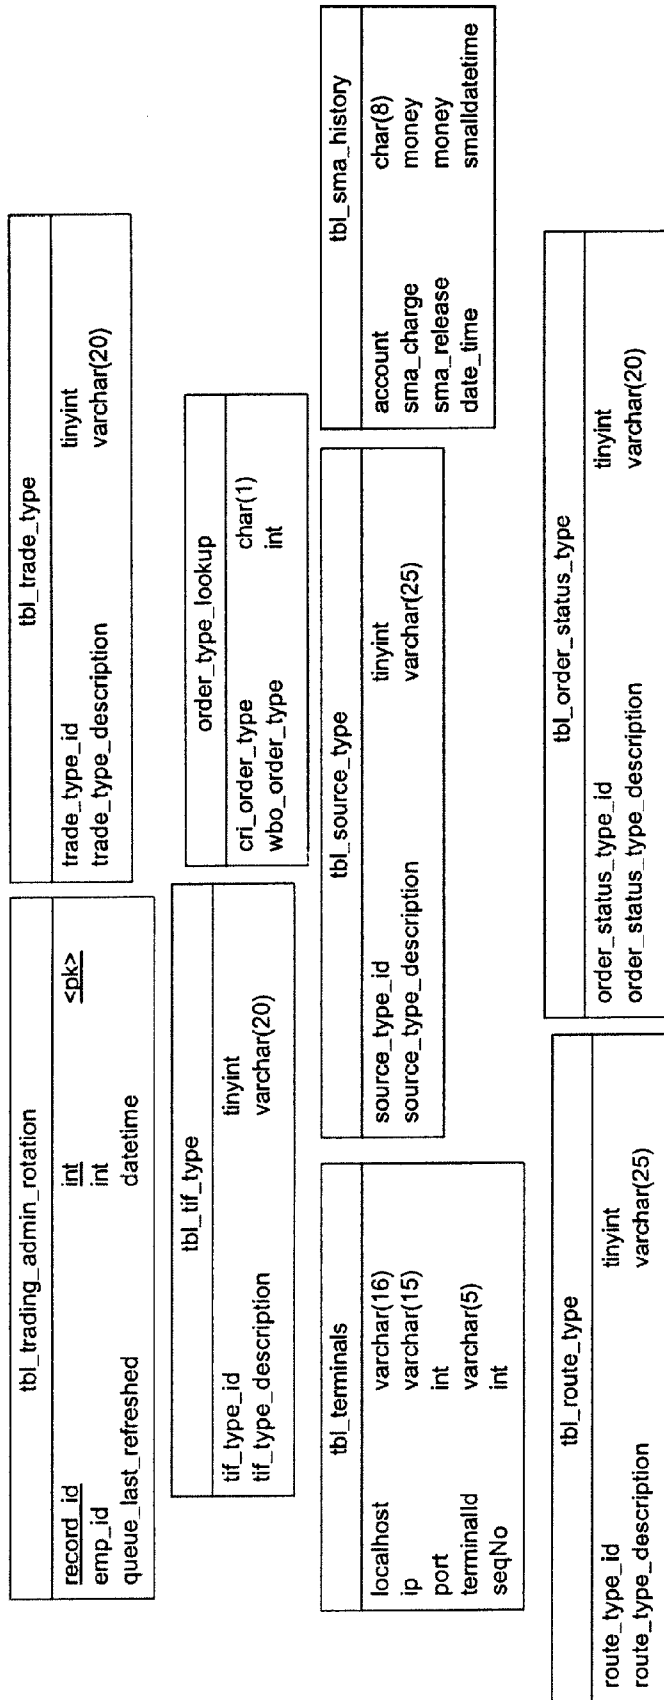 tbl_trading_admin_rotation
record_id int <pk>
emp_id int
queue_last_refreshed datetime
tbl_trade_type
trade_type_id tinyint
trade_type_description varchar(20)
tbl_tif_type
tif_type_id tinyint
tif_type_description varchar(20)
order_type_lookup
cri_order_type char(1)
wbo_order_type int
tbl_terminals
localhost varchar(16)
ip varchar(15)
port int
terminalId varchar(5)
seqNo int
tbl_source_type
source_type_id tinyint
source_type_description varchar(25)
tbl_sma_history
account char(8)
sma_charge money
sma_release money
date_time smalldatetime
tbl_route_type
route_type_id tinyint
route_type_description varchar(25)
tbl_order_status_type
order_status_type_id tinyint
order_status_type_description varchar(20)